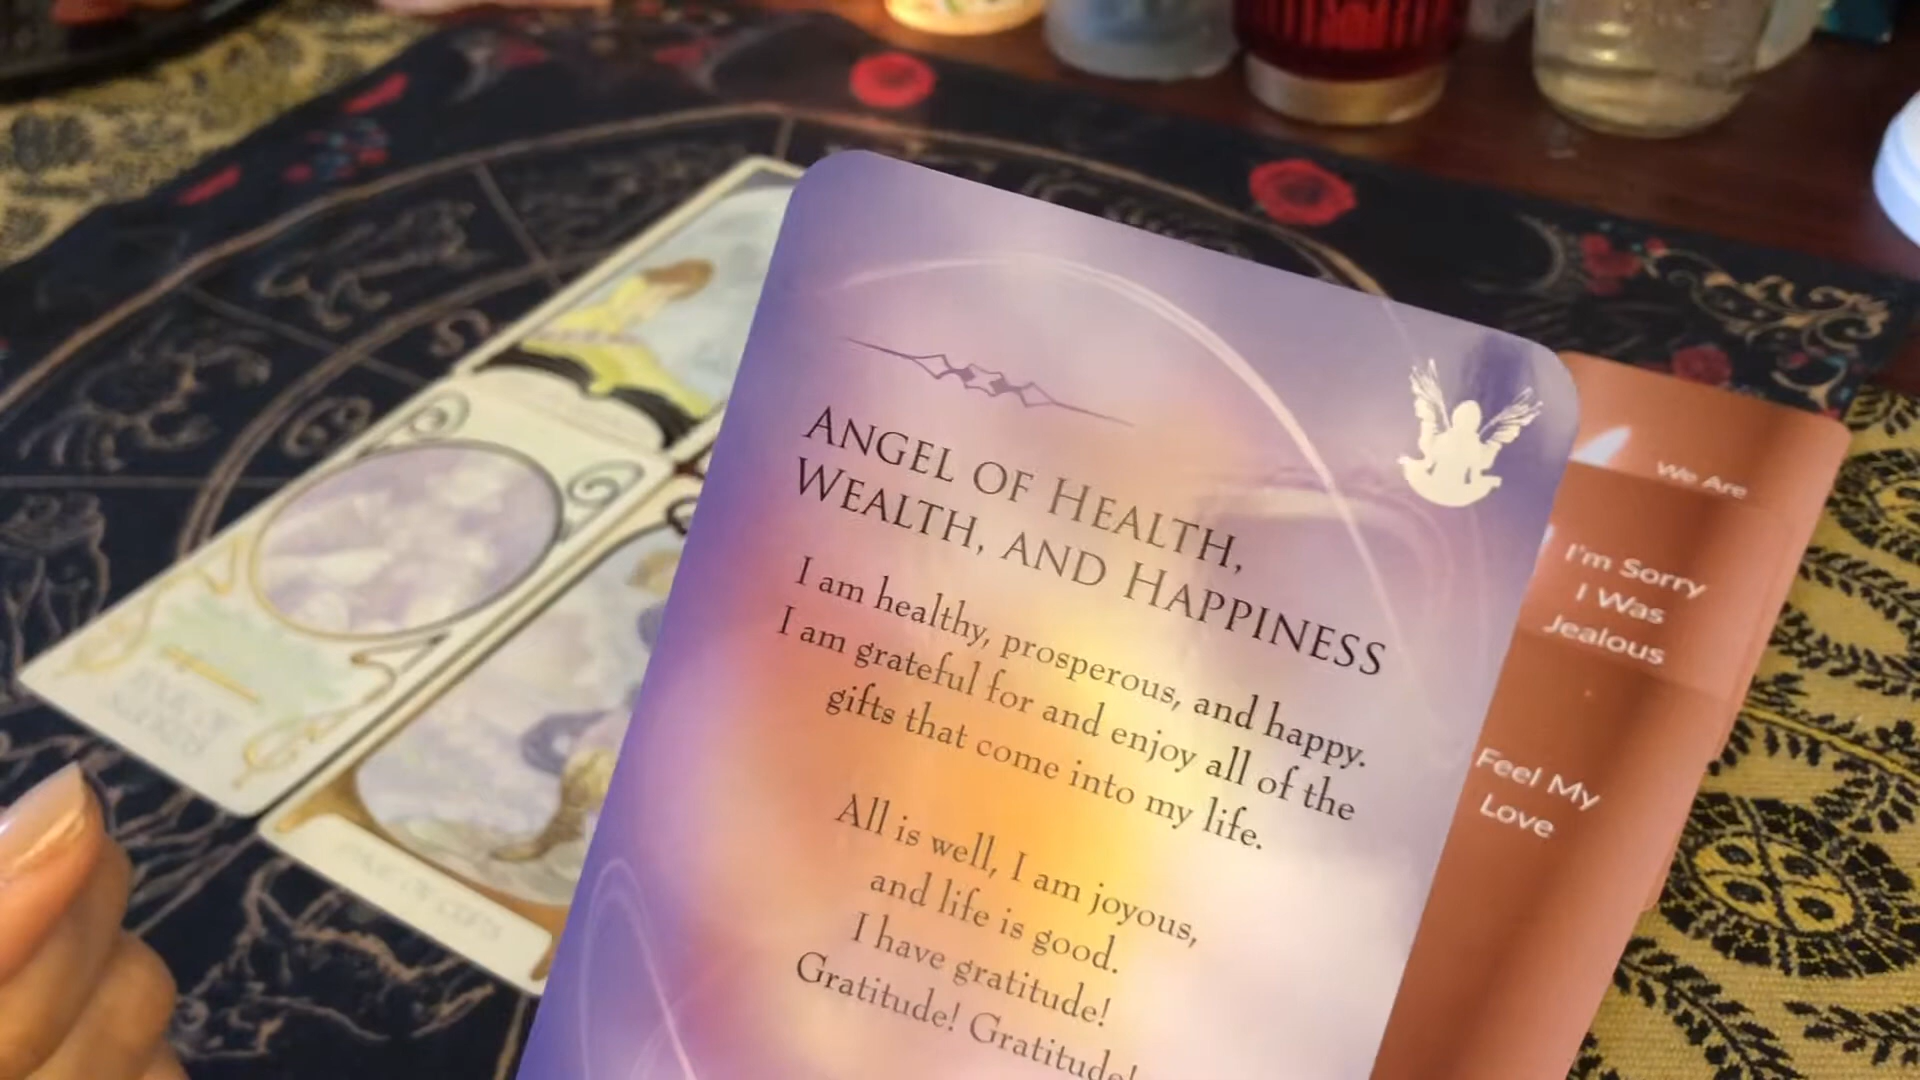 ANGEL OF HEALTH,
WEALTH, AND HAPPINESS
I am healthy, prosperous, and happy.
I am grateful for and enjoy all of the
gifts that come into my life.
All is well, I am joyous,
and life is good.
I have gratitude!
Gratitude! Gratitude!
We Are
I'm Sorry
I Was
Jealous
Feel My
Love